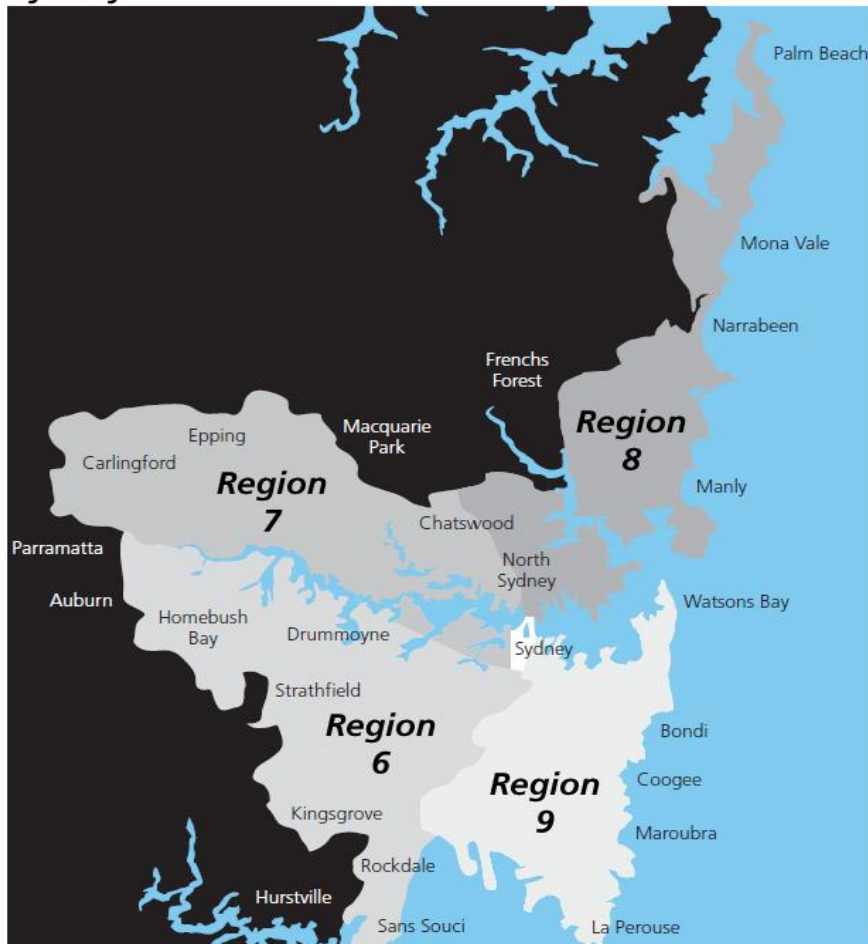 Palm Beach
Mona Vale
Narrabeen
Frenchs
Forest
Macquarie
Park
Epping
Carlingford
Region
8
Region
7
Manly
Chatswood
Parramatta
North
Sydney
Auburn
Watsons Bay
Homebush
Bay
Drummoyne
Sydney
Strathfield
Region
6
Bondi
Coogee
Region
9
Kingsgrove
Maroubra
Rockdale
Hurstville
Sans Souci
La Perouse